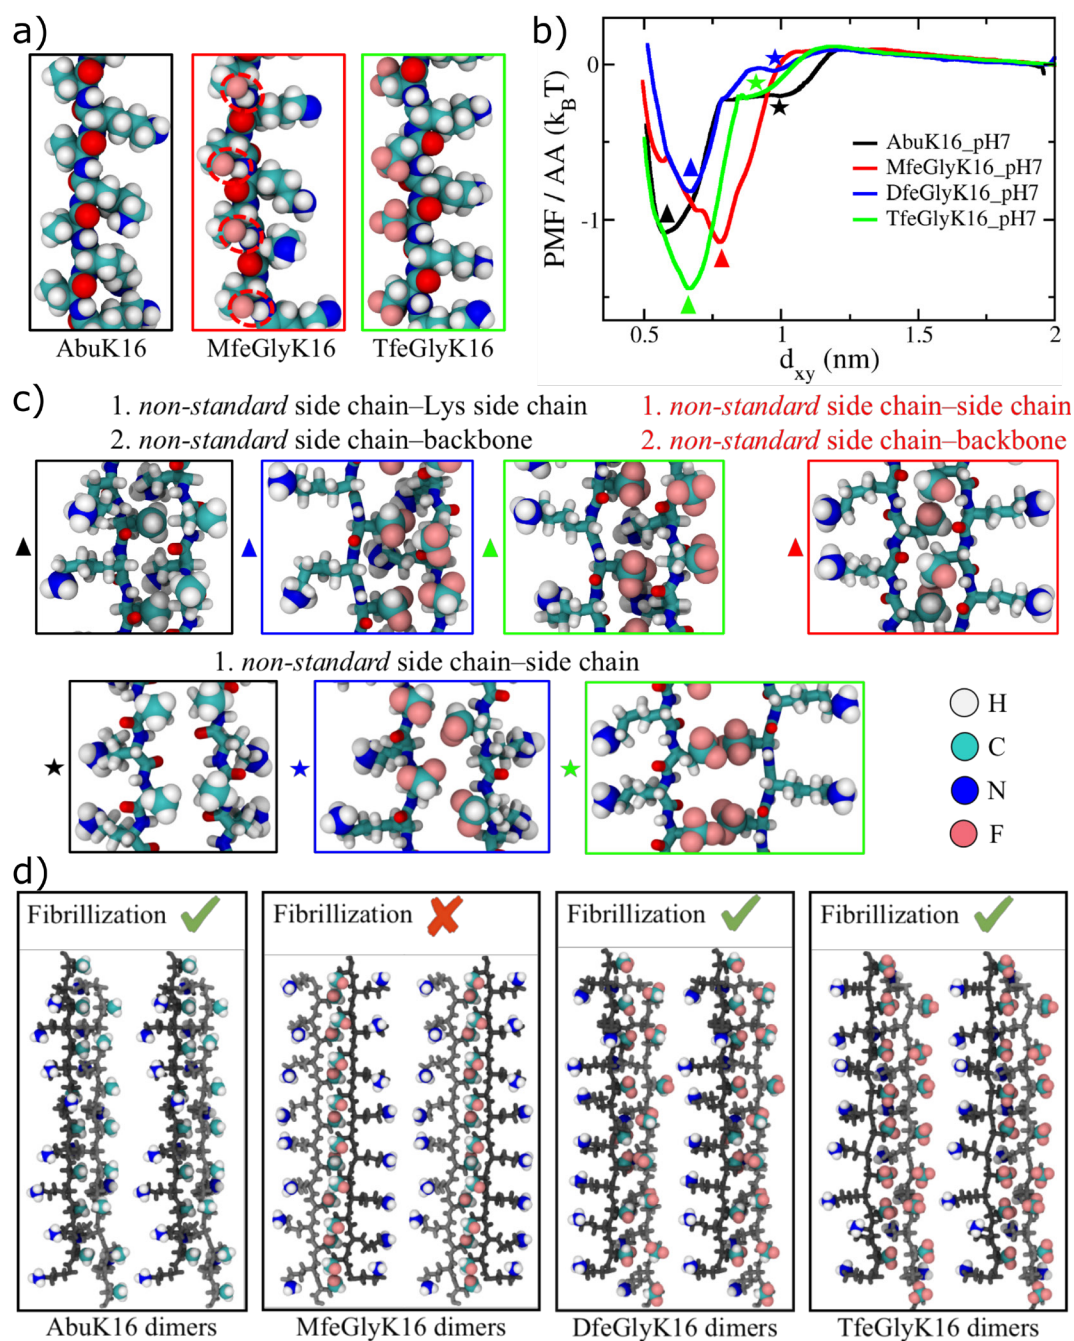 a)
AbuK16
MfeGlyK16
TfeGlyK16
b)
PMF / AA (kBT)
0
-1
AbuK16_pH7
MfeGlyK16_pH7
DfeGlyK16_pH7
TfeGlyK16_pH7
0.5
1
1.5
2
dxy (nm)
c)
1. non-standard side chain–Lys side chain
2. non-standard side chain–backbone
1. non-standard side chain–side chain
2. non-standard side chain–backbone
1. non-standard side chain–side chain
H
C
N
F
d)
Fibrillization
Fibrillization
Fibrillization
Fibrillization
AbuK16 dimers
MfeGlyK16 dimers
DfeGlyK16 dimers
TfeGlyK16 dimers